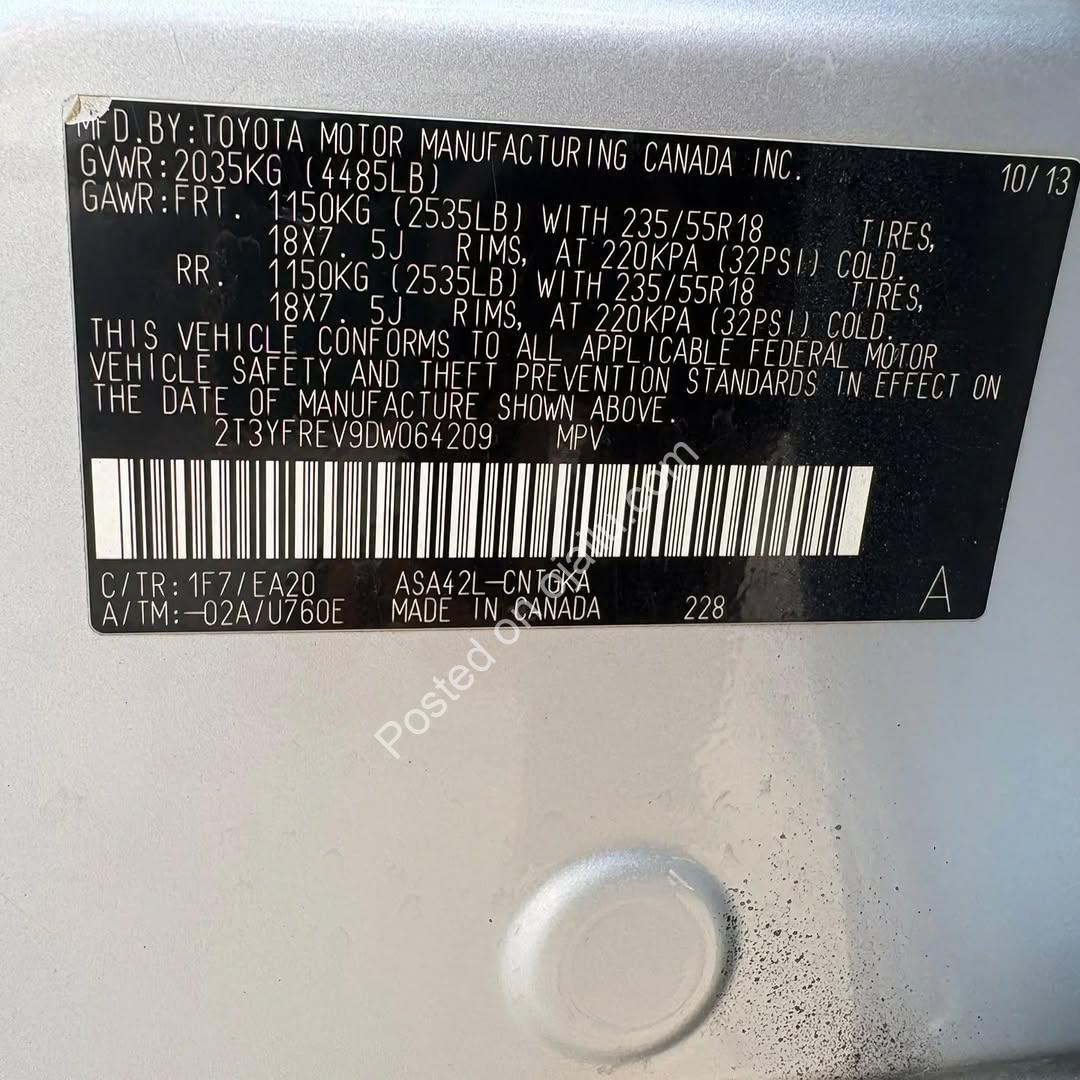 MFD.BY:TOYOTA MOTOR MANUFACTURING CANADA INC. 10/13
GVWR:2035KG (4485LB)
GAWR:FRT. 1150KG (2535LB) WITH 235/55R18 TIRES,
18X7.5J RIMS, AT 220KPA (32PSI) COLD.
RR. 1150KG (2535LB) WITH 235/55R18 TIRES,
18X7.5J RIMS, AT 220KPA (32PSI) COLD.
THIS VEHICLE CONFORMS TO ALL APPLICABLE FEDERAL MOTOR
VEHICLE SAFETY AND THEFT PREVENTION STANDARDS IN EFFECT ON
THE DATE OF MANUFACTURE SHOWN ABOVE.
2T3YFREV9DW064209 MPV
C/TR:1F7/EA20 ASA42L-CNTGKA
A/TM:-02A/U760E MADE IN CANADA 228 A
Posted on ojaiku.com